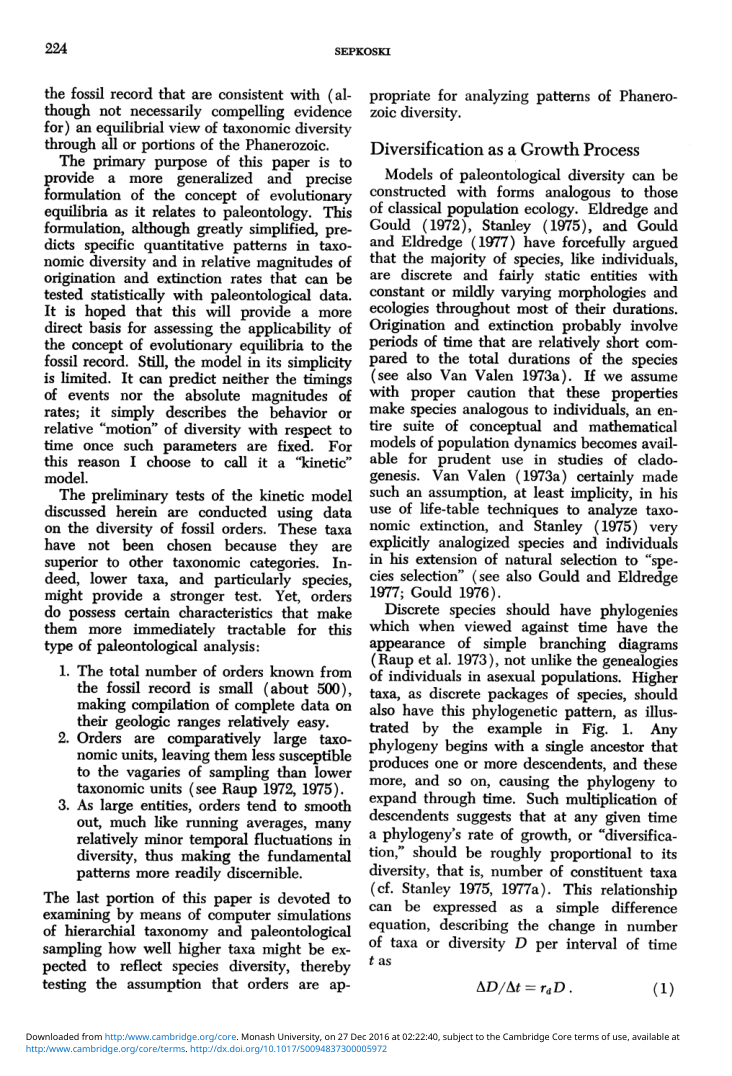 224
SEPKOSKI
the fossil record that are consistent with (al-
though not necessarily compelling evidence
for) an equilibrial view of taxonomic diversity
through all or portions of the Phanerozoic.
The primary purpose of this paper is to
provide a more generalized and precise
formulation of the concept of evolutionary
equilibria as it relates to paleontology. This
formulation, although greatly simplified, pre-
dicts specific quantitative patterns in taxo-
nomic diversity and in relative magnitudes of
origination and extinction rates that can be
tested statistically with paleontological data.
It is hoped that this will provide a more
direct basis for assessing the applicability of
the concept of evolutionary equilibria to the
fossil record. Still, the model in its simplicity
is limited. It can predict neither the timings
of events nor the absolute magnitudes of
rates; it simply describes the behavior or
relative “motion” of diversity with respect to
time once such parameters are fixed. For
this reason I choose to call it a “kinetic”
model.
The preliminary tests of the kinetic model
discussed herein are conducted using data
on the diversity of fossil orders. These taxa
have not been chosen because they are
superior to other taxonomic categories. In-
deed, lower taxa, and particularly species,
might provide a stronger test. Yet, orders
do possess certain characteristics that make
them more immediately tractable for this
type of paleontological analysis:
1. The total number of orders known from
the fossil record is small (about 500),
making compilation of complete data on
their geologic ranges relatively easy.
2. Orders are comparatively large taxo-
nomic units, leaving them less susceptible
to the vagaries of sampling than lower
taxonomic units (see Raup 1972, 1975).
3. As large entities, orders tend to smooth
out, much like running averages, many
relatively minor temporal fluctuations in
diversity, thus making the fundamental
patterns more readily discernible.
The last portion of this paper is devoted to
examining by means of computer simulations
of hierarchial taxonomy and paleontological
sampling how well higher taxa might be ex-
pected to reflect species diversity, thereby
testing the assumption that orders are ap-
propriate for analyzing patterns of Phanero-
zoic diversity.
Diversification as a Growth Process
Models of paleontological diversity can be
constructed with forms analogous to those
of classical population ecology. Eldredge and
Gould (1972), Stanley (1975), and Gould
and Eldredge (1977) have forcefully argued
that the majority of species, like individuals,
are discrete and fairly static entities with
constant or mildly varying morphologies and
ecologies throughout most of their durations.
Origination and extinction probably involve
periods of time that are relatively short com-
pared to the total durations of the species
(see also Van Valen 1973a). If we assume
with proper caution that these properties
make species analogous to individuals, an en-
tire suite of conceptual and mathematical
models of population dynamics becomes avail-
able for prudent use in studies of clado-
genesis. Van Valen (1973a) certainly made
such an assumption, at least implicity, in his
use of life-table techniques to analyze taxo-
nomic extinction, and Stanley (1975) very
explicitly analogized species and individuals
in his extension of natural selection to “spe-
cies selection” (see also Gould and Eldredge
1977; Gould 1976).
Discrete species should have phylogenies
which when viewed against time have the
appearance of simple branching diagrams
(Raup et al. 1973), not unlike the genealogies
of individuals in asexual populations. Higher
taxa, as discrete packages of species, should
also have this phylogenetic pattern, as illus-
trated by the example in Fig. 1. Any
phylogeny begins with a single ancestor that
produces one or more descendents, and these
more, and so on, causing the phylogeny to
expand through time. Such multiplication of
descendents suggests that at any given time
a phylogeny’s rate of growth, or “diversifica-
tion,” should be roughly proportional to its
diversity, that is, number of constituent taxa
(cf. Stanley 1975, 1977a). This relationship
can be expressed as a simple difference
equation, describing the change in number
of taxa or diversity D per interval of time
t as
ΔD/Δt = r_d D. (1)
Downloaded from http:/www.cambridge.org/core. Monash University, on 27 Dec 2016 at 02:22:40, subject to the Cambridge Core terms of use, available at
http:/www.cambridge.org/core/terms. http://dx.doi.org/10.1017/S0094837300005972